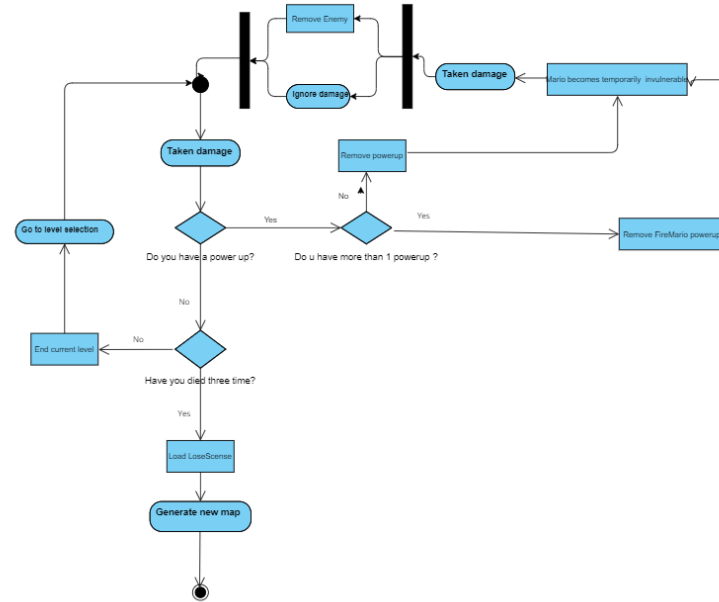 Remove Enemy
Taken damage
Mario becomes temporarily invulnerable
Ignore damage
Taken damage
Remove powerup
No
Go to level selection
Yes
Yes
Remove FireMario powerup
Do you have a power up?
Do u have more than 1 powerup ?
No
No
End current level
Have you died three time?
Yes
Load LoseScense
Generate new map